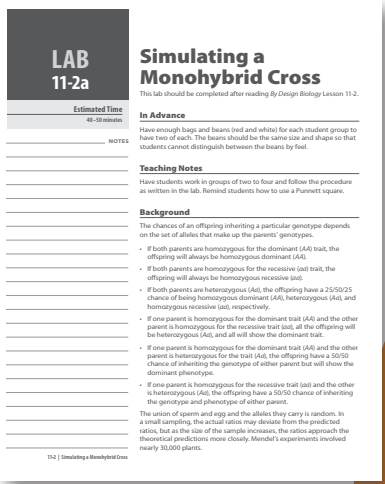 LAB
11-2a
Estimated Time
40–50 minutes
NOTES
Simulating a
Monohybrid Cross
This lab should be completed after reading By Design Biology Lesson 11-2.
In Advance
Have enough bags and beans (red and white) for each student group to
have two of each. The beans should be the same size and shape so that
students cannot distinguish between the beans by feel.
Teaching Notes
Have students work in groups of two to four and follow the procedure
as written in the lab. Remind students how to use a Punnett square.
Background
The chances of an offspring inheriting a particular genotype depends
on the set of alleles that make up the parents' genotypes.
• If both parents are homozygous for the dominant (AA) trait, the
offspring will always be homozygous dominant (AA).
• If both parents are homozygous for the recessive (aa) trait, the
offspring will always be homozygous recessive (aa).
• If both parents are heterozygous (Aa), the offspring have a 25/50/25
chance of being homozygous dominant (AA), heterozygous (Aa), and
homozygous recessive (aa), respectively.
• If one parent is homozygous for the dominant trait (AA) and the other
parent is homozygous for the recessive trait (aa), all the offspring will
be heterozygous (Aa), and all will show the dominant trait.
• If one parent is homozygous for the dominant trait (AA) and the other
parent is heterozygous for the trait (Aa), the offspring have a 50/50
chance of inheriting the genotype of either parent but will show the
dominant phenotype.
• If one parent is homozygous for the recessive trait (aa) and the other
is heterozygous (Aa), the offspring have a 50/50 chance of inheriting
the genotype and phenotype of either parent.
The union of sperm and egg and the alleles they carry is random. In
a small sampling, the actual ratios may deviate from the predicted
ratios, but as the size of the sample increases, the ratios approach the
theoretical predictions more closely. Mendel's experiments involved
nearly 30,000 plants.
11-2 | Simulating a Monohybrid Cross